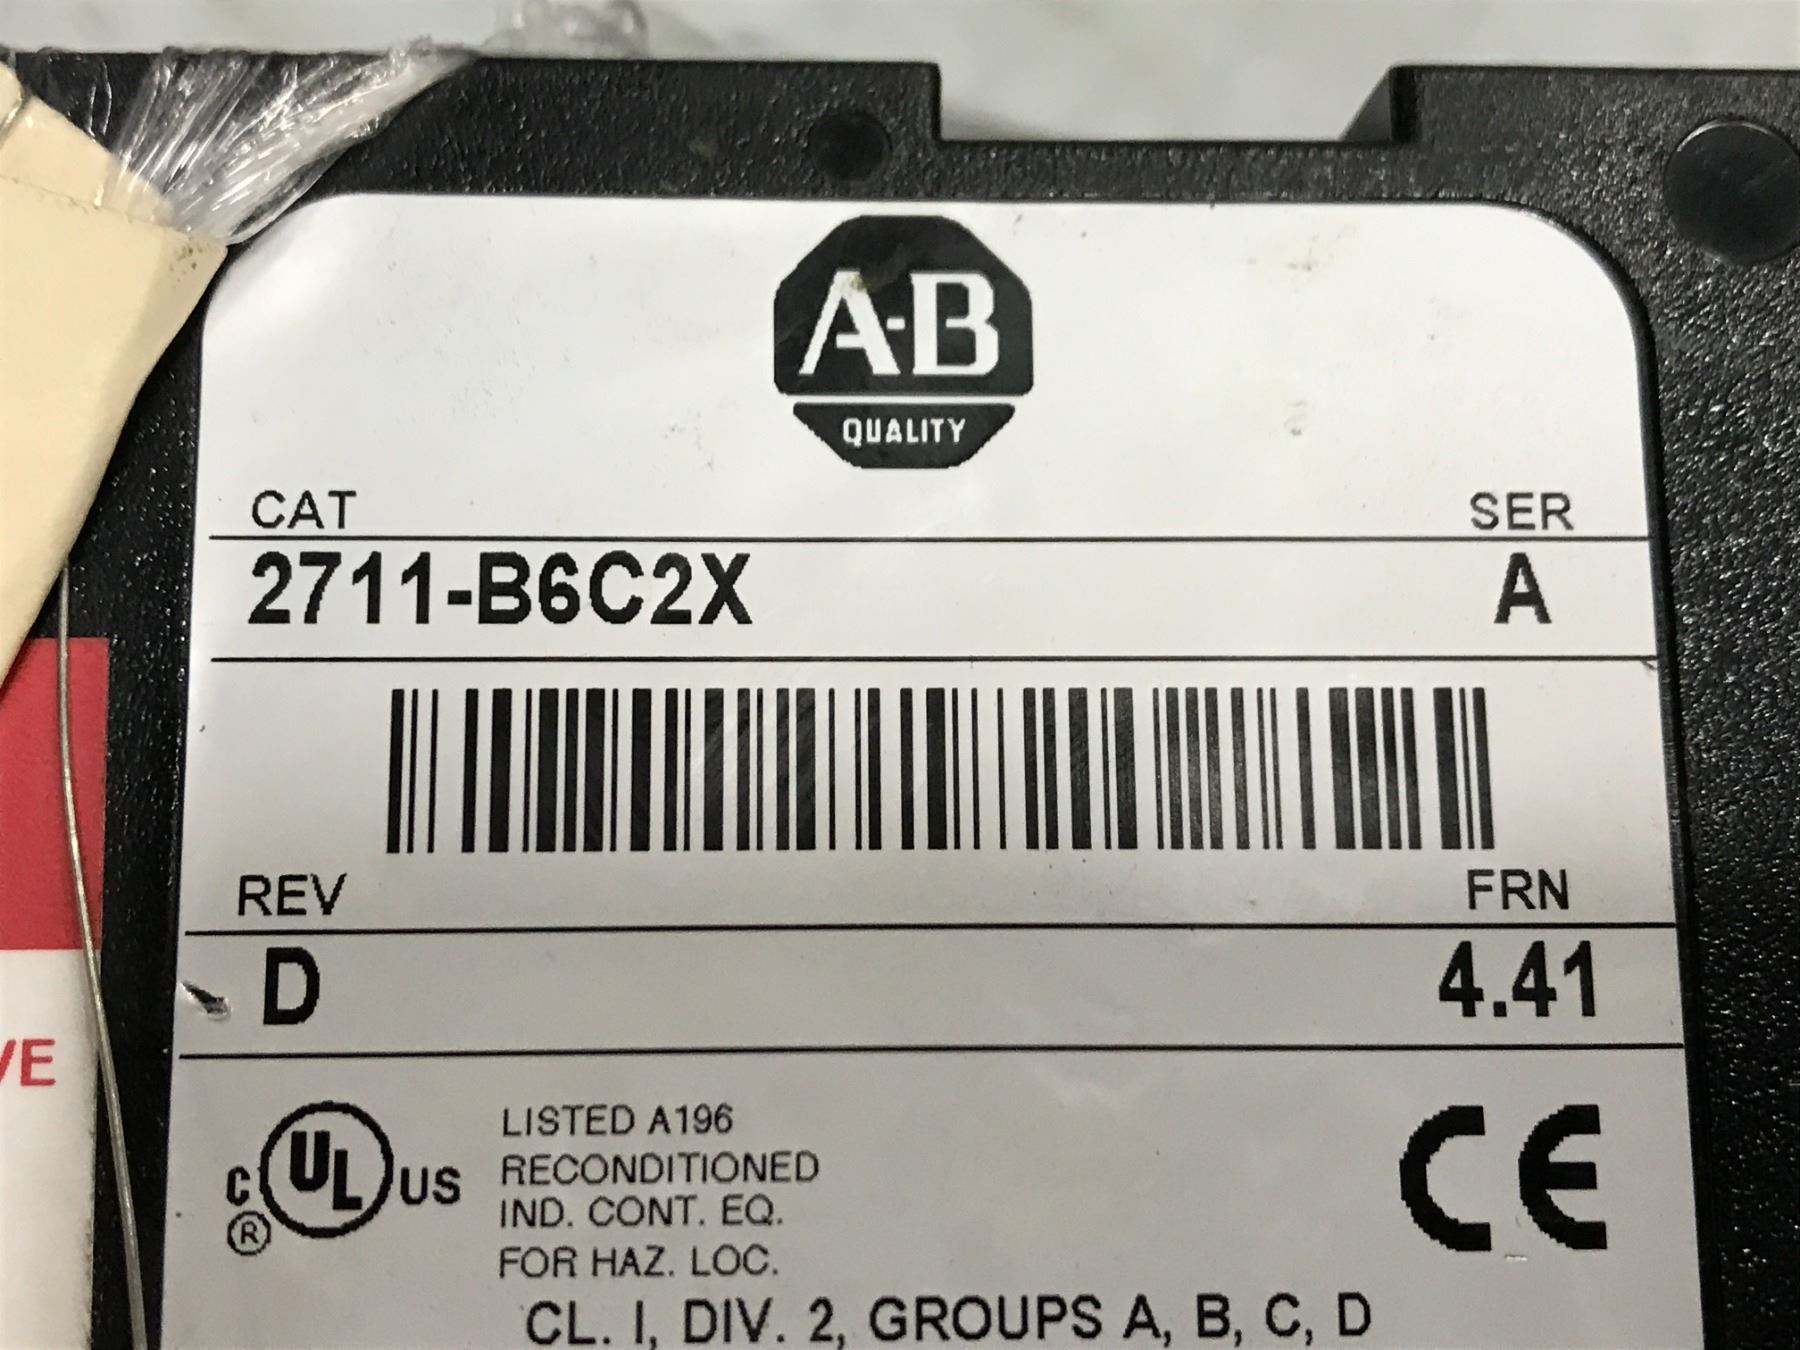 A-B
QUALITY
CAT SER
2711-B6C2X A
REV FRN
D 4.41
VE
C UL US
®
LISTED A196
RECONDITIONED
IND. CONT. EQ.
FOR HAZ. LOC.
CE
CL. I, DIV. 2, GROUPS A, B, C, D